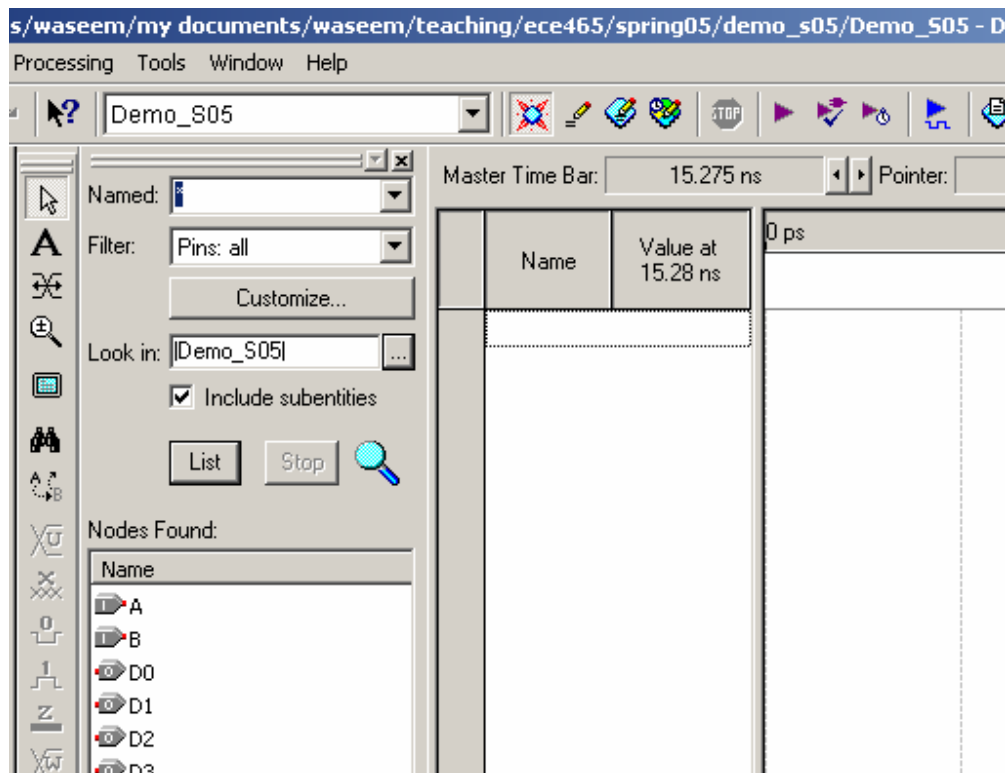 s/waseem/my documents/waseem/teaching/ece465/spring05/demo_s05/Demo_S05 - D
Processing Tools Window Help
Demo_S05
STOP
Named: *
Master Time Bar: 15.275 ns Pointer:
Filter: Pins: all
Name
Value at
15.28 ns
0 ps
Customize...
Look in: |Demo_S05| ...
Include subentities
List Stop
Nodes Found:
Name
A
B
D0
D1
D2
D3